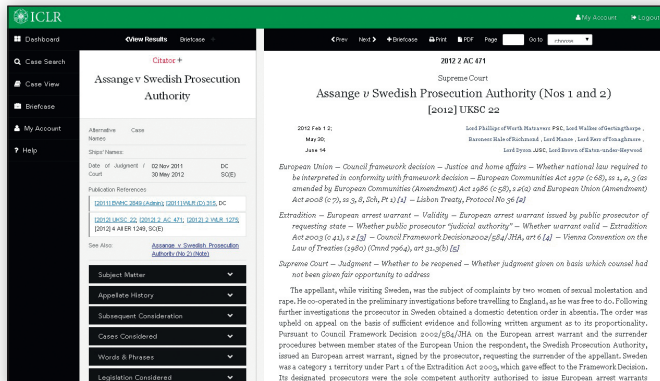 ICLR
My Account
Logout
Dashboard
Case Search
Case View
Briefcase
My Account
? Help
View Results Briefcase +
Citator +
Assange v Swedish Prosecution
Authority
Alternative Case
Names
Ships' Names:
Date of Judgment / 02 Nov 2011 DC
Court 30 May 2012 SC(E)
Publication References
[2011] EWHC 2849 (Admin); [2011] WLR (D) 315, DC
[2012] UKSC 22; [2012] 2 AC 471; [2012] 2 WLR 1275;
[2012] 4 All ER 1249, SC(E)
See Also: Assange v Swedish Prosecution
Authority (No 2) (Note)
Subject Matter
Appellate History
Subsequent Consideration
Cases Considered
Words & Phrases
Legislation Considered
Prev Next + Briefcase Print PDF Page Go to choose
2012 2 AC 471
Supreme Court
Assange v Swedish Prosecution Authority (Nos 1 and 2)
[2012] UKSC 22
2012 Feb 1 2; Lord Phillips of Worth Matravers PSC, Lord Walker of Gestingthorpe,
May 30; Baroness Hale of Richmond, Lord Mance, Lord Kerr of Tonaghmore,
June 14 Lord Dyson JJSC, Lord Brown of Eaton-under-Heywood
European Union — Council framework decision — Justice and home affairs — Whether national law required to
be interpreted in conformity with framework decision — European Communities Act 1972 (c 68), ss 1, 2, 3 (as
amended by European Communities (Amendment) Act 1986 (c 58), s 2(a) and European Union (Amendment)
Act 2008 (c 7), ss 3, 8, Sch, Pt 1) [1] — Lisbon Treaty, Protocol No 36 [2]
Extradition — European arrest warrant — Validity — European arrest warrant issued by public prosecutor of
requesting state — Whether public prosecutor "judicial authority" — Whether warrant valid — Extradition
Act 2003 (c 41), s 2 [3] — Council Framework Decision2002/584/JHA, art 6 [4] — Vienna Convention on the
Law of Treaties (1980) (Cmnd 7964), art 31.3(b) [5]
Supreme Court — Judgment — Whether to be reopened — Whether judgment given on basis which counsel had
not been given fair opportunity to address
The appellant, while visiting Sweden, was the subject of complaints by two women of sexual molestation and
rape. He co-operated in the preliminary investigations before travelling to England, as he was free to do. Following
further investigations the prosecutor in Sweden obtained a domestic detention order in absentia. The order was
upheld on appeal on the basis of sufficient evidence and following written argument as to its proportionality.
Pursuant to Council Framework Decision 2002/584/JHA on the European arrest warrant and the surrender
procedures between member states of the European Union the respondent, the Swedish Prosecution Authority,
issued an European arrest warrant, signed by the prosecutor, requesting the surrender of the appellant. Sweden
was a category 1 territory under Part 1 of the Extradition Act 2003, which gave effect to the Framework Decision.
Its designated prosecutors were the sole competent authority authorised to issue European arrest warrants